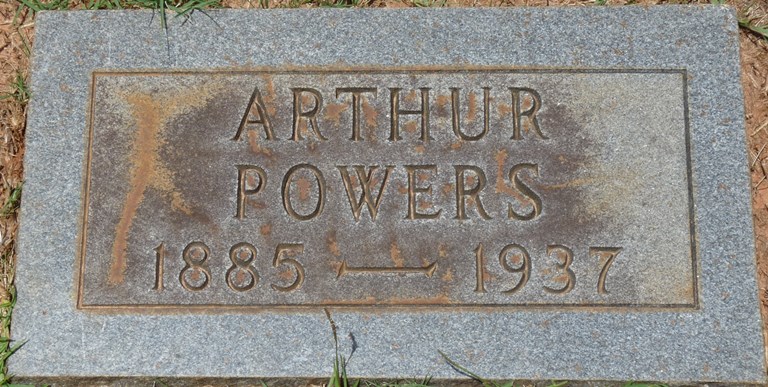 ARTHUR
POWERS
1885 — 1937